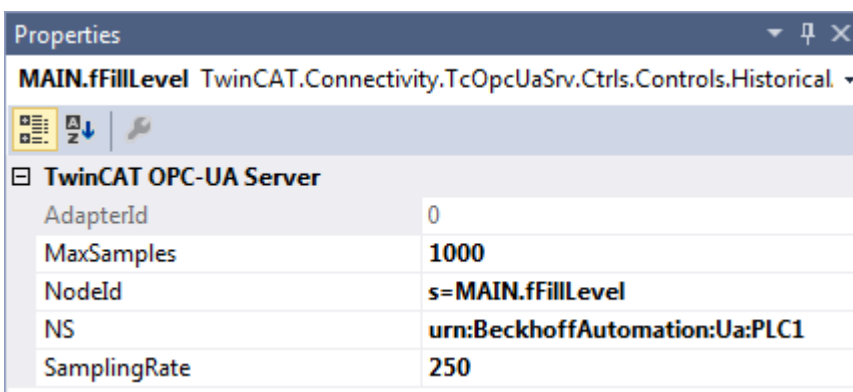 Properties
MAIN.fFillLevel TwinCAT.Connectivity.TcOpcUaSrv.Ctrls.Controls.Historical.
TwinCAT OPC-UA Server
AdapterId 0
MaxSamples 1000
NodeId s=MAIN.fFillLevel
NS urn:BeckhoffAutomation:Ua:PLC1
SamplingRate 250